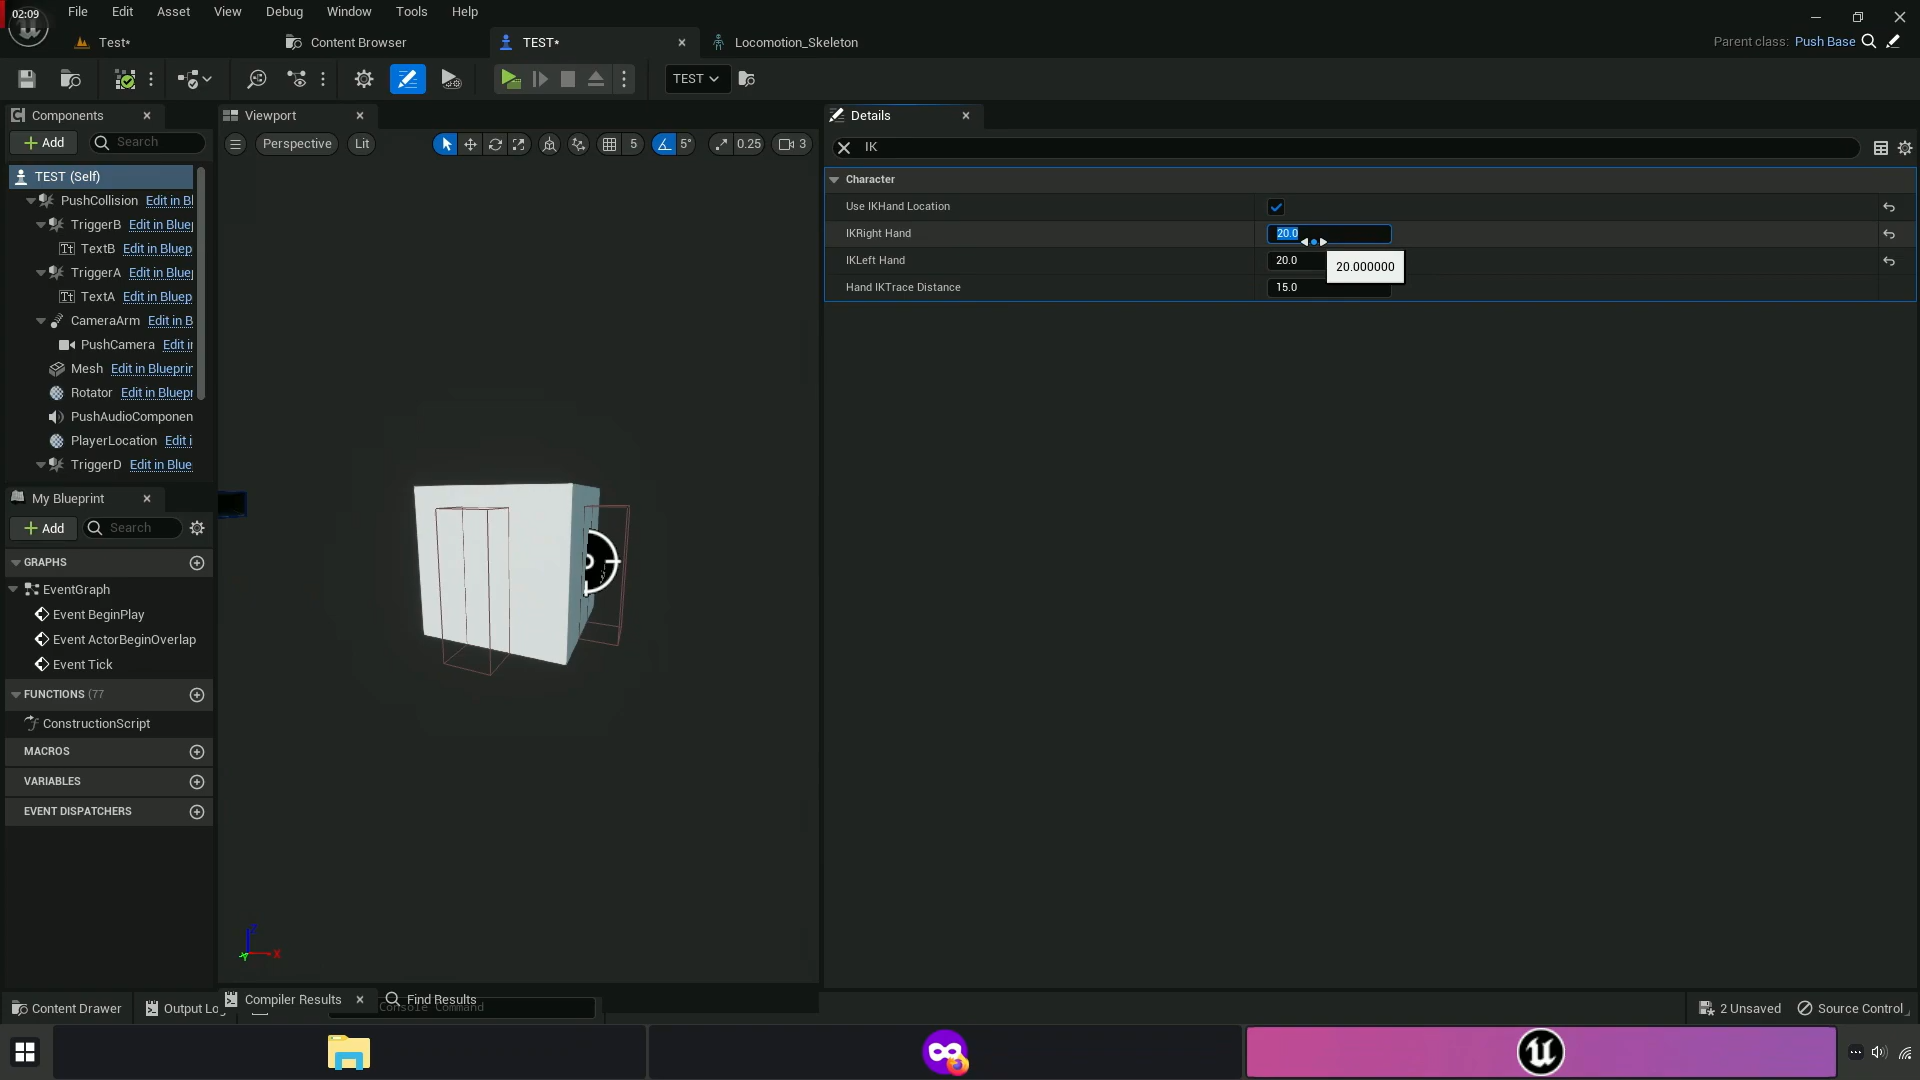 02:09
File Edit Asset View Debug Window Tools Help
Test* Content Browser TEST* Locomotion_Skeleton
Parent class: Push Base
TEST
Components
Add Search
TEST (Self)
PushCollision Edit in Bl
TriggerB Edit in Bluep
TextB Edit in Bluep
TriggerA Edit in Bluep
TextA Edit in Bluep
CameraArm Edit in B
PushCamera Edit in
Mesh Edit in Blueprin
Rotator Edit in Bluepr
PushAudioComponen
PlayerLocation Edit i
TriggerD Edit in Blue
My Blueprint
Add Search
GRAPHS
EventGraph
Event BeginPlay
Event ActorBeginOverlap
Event Tick
FUNCTIONS (77
ConstructionScript
MACROS
VARIABLES
EVENT DISPATCHERS
Viewport
Perspective Lit 5 5° 0.25 3
Z
X
Y
Details
IK
Character
Use IKHand Location
IKRight Hand 20.0
IKLeft Hand 20.0
20.000000
Hand IKTrace Distance 15.0
Compiler Results Find Results
Content Drawer Output Lo Console Command 2 Unsaved Source Control